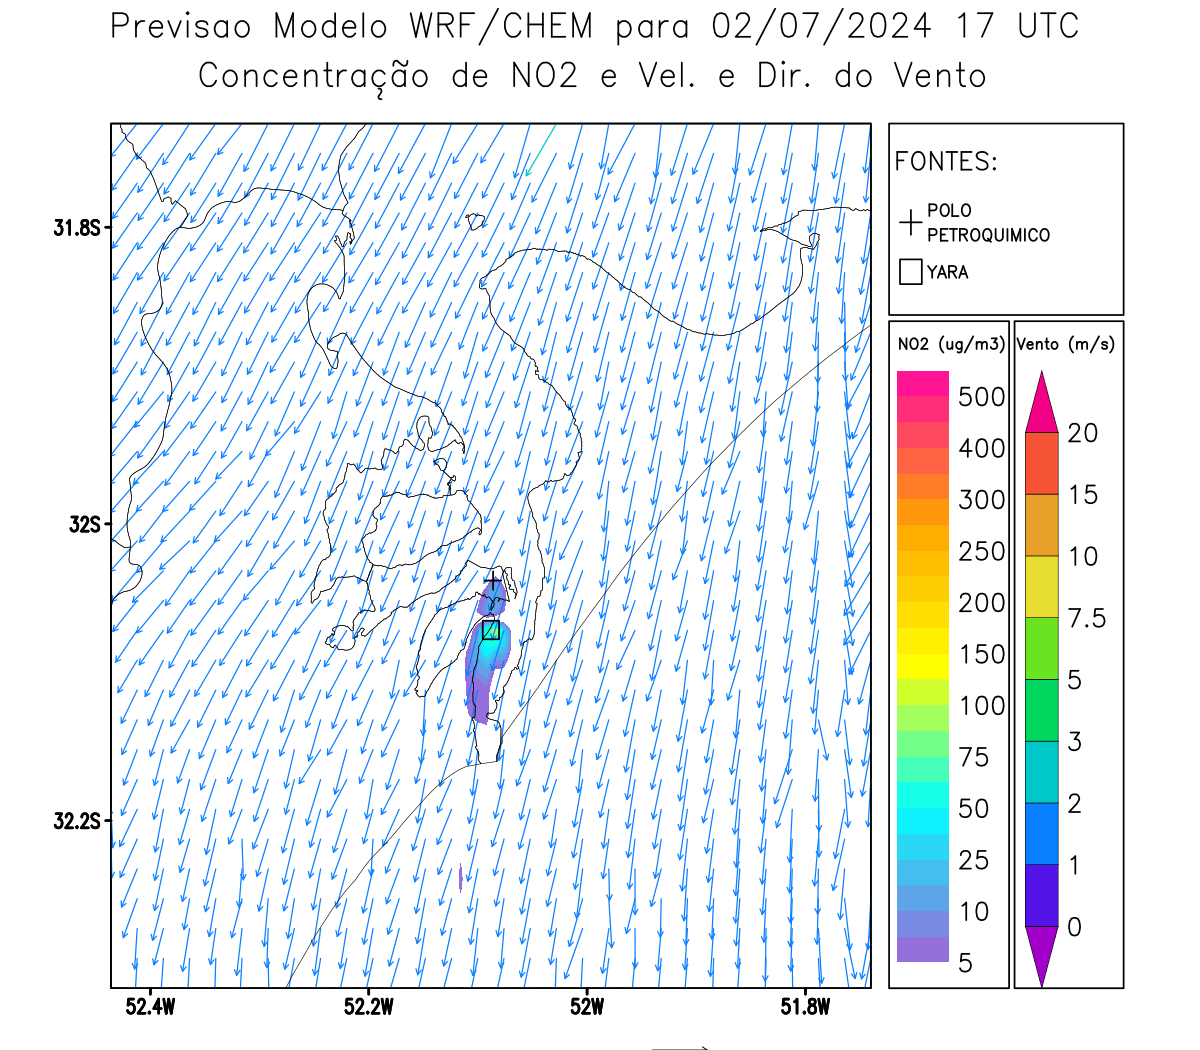 Previsao Modelo WRF/CHEM para 02/07/2024 17 UTC
Concentração de NO2 e Vel. e Dir. do Vento
FONTES:
POLO
PETROQUIMICO
YARA
31.8S
32S
32.2S
52.4W
52.2W
52W
51.8W
NO2 (ug/m3)
500
400
300
250
200
150
100
75
50
25
10
5
Vento (m/s)
20
15
10
7.5
5
3
2
1
0